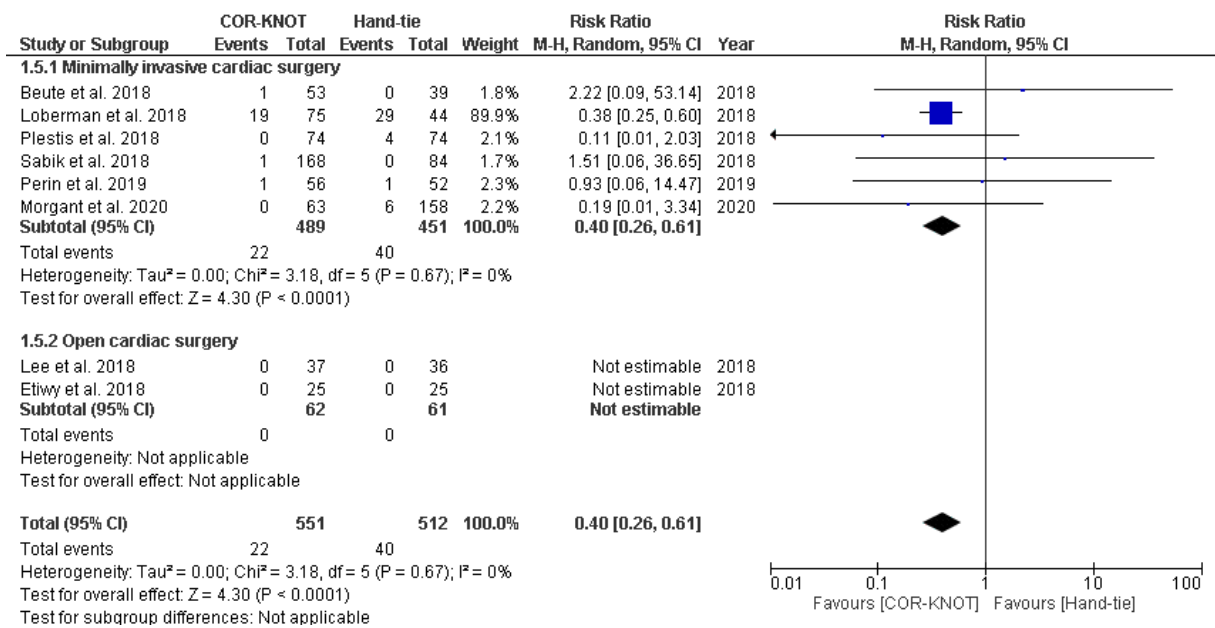 COR-KNOT Hand-tie Risk Ratio Risk Ratio
Study or Subgroup Events Total Events Total Weight M-H, Random, 95% CI Year M-H, Random, 95% CI
1.5.1 Minimally invasive cardiac surgery
Beute et al. 2018 1 53 0 39 1.8% 2.22 [0.09, 53.14] 2018
Loberman et al. 2018 19 75 29 44 89.9% 0.38 [0.25, 0.60] 2018
Plestis et al. 2018 0 74 4 74 2.1% 0.11 [0.01, 2.03] 2018
Sabik et al. 2018 1 168 0 84 1.7% 1.51 [0.06, 36.65] 2018
Perin et al. 2019 1 56 1 52 2.3% 0.93 [0.06, 14.47] 2019
Morgant et al. 2020 0 63 6 158 2.2% 0.19 [0.01, 3.34] 2020
Subtotal (95% CI) 489 451 100.0% 0.40 [0.26, 0.61]
Total events 22 40
Heterogeneity: Tau² = 0.00; Chi² = 3.18, df = 5 (P = 0.67); I² = 0%
Test for overall effect: Z = 4.30 (P < 0.0001)
1.5.2 Open cardiac surgery
Lee et al. 2018 0 37 0 36 Not estimable 2018
Etiwy et al. 2018 0 25 0 25 Not estimable 2018
Subtotal (95% CI) 62 61 Not estimable
Total events 0 0
Heterogeneity: Not applicable
Test for overall effect: Not applicable
Total (95% CI) 551 512 100.0% 0.40 [0.26, 0.61]
Total events 22 40
Heterogeneity: Tau² = 0.00; Chi² = 3.18, df = 5 (P = 0.67); I² = 0%
Test for overall effect: Z = 4.30 (P < 0.0001)
Test for subgroup differences: Not applicable
0.01 0.1 1 10 100
Favours [COR-KNOT] Favours [Hand-tie]